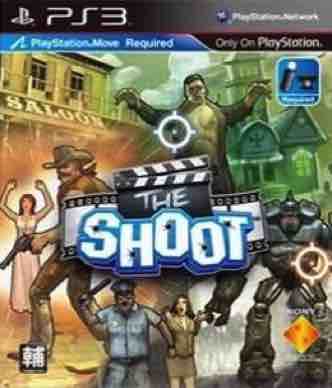 PS3
PlayStation Network
PlayStation Move Required
Only On PlayStation
Required
SALOON
THE
SHOOT
SONY
輔